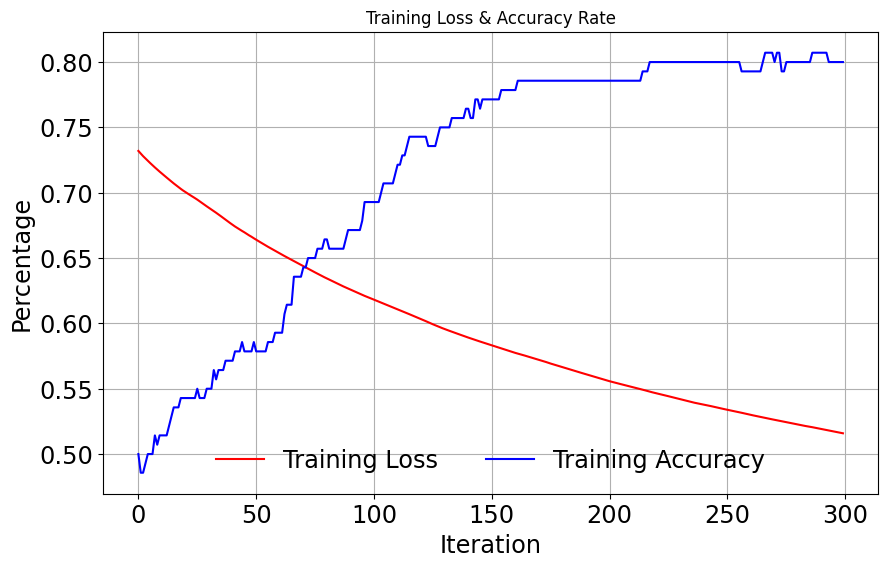 Training Loss & Accuracy Rate
0.80
0.75
0.70
0.65
0.60
0.55
0.50
Percentage
Training Loss
Training Accuracy
0 50 100 150 200 250 300
Iteration